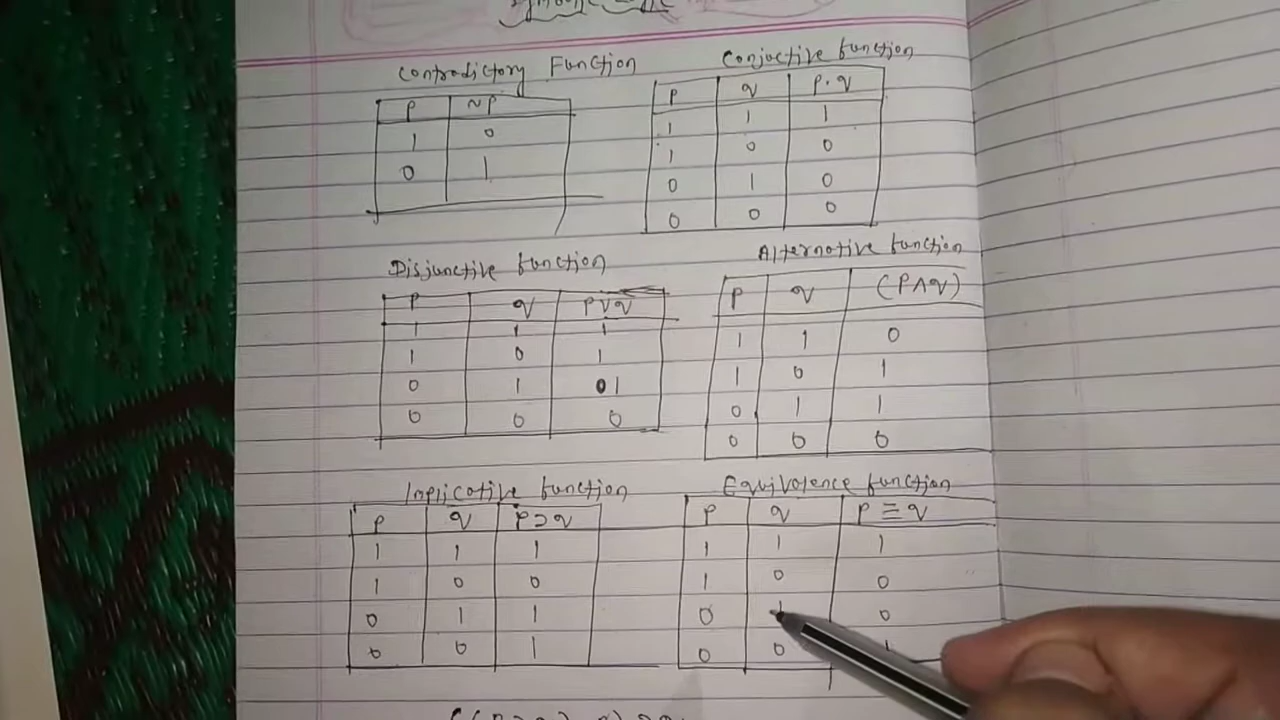 Contradictory Function
P ~P
1 0
0 1
Conjuctive function
P q P.q
1 1 1
1 0 0
0 1 0
0 0 0
Disjunctive function
P q P∨q
1 1 1
1 0 1
0 1 01
0 0 0
Alternative function
P q (P∧q)
1 1 0
1 0 1
0 1 1
0 0 0
Implicative function
P q P⊃q
1 1 1
1 0 0
0 1 1
0 0 1
Equivalence function
P q P≡q
1 1 1
1 0 0
0 1 0
0 0 1